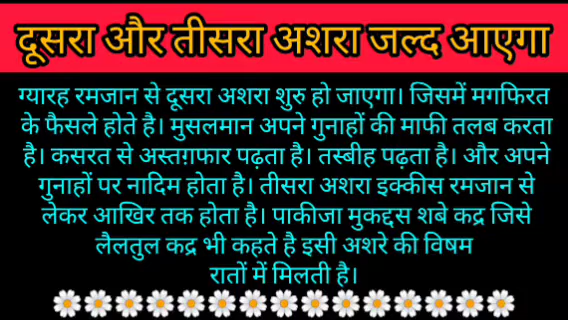 दूसरा और तीसरा अशरा जल्द आएगा
ग्यारह रमजान से दूसरा अशरा शुरु हो जाएगा। जिसमें मगफिरत
के फैसले होते है। मुसलमान अपने गुनाहों की माफी तलब करता
है। कसरत से अस्तग़फार पढ़ता है। तस्बीह पढ़ता है। और अपने
गुनाहों पर नादिम होता है। तीसरा अशरा इक्कीस रमजान से
लेकर आखिर तक होता है। पाकीजा मुकद्दस शबे कद्र जिसे
लैलतुल कद्र भी कहते है इसी अशरे की विषम
रातों में मिलती है।